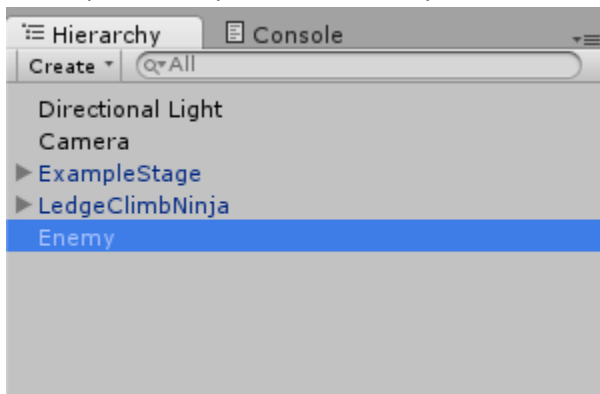 Hierarchy Console
Create All
Directional Light
Camera
ExampleStage
LedgeClimbNinja
Enemy